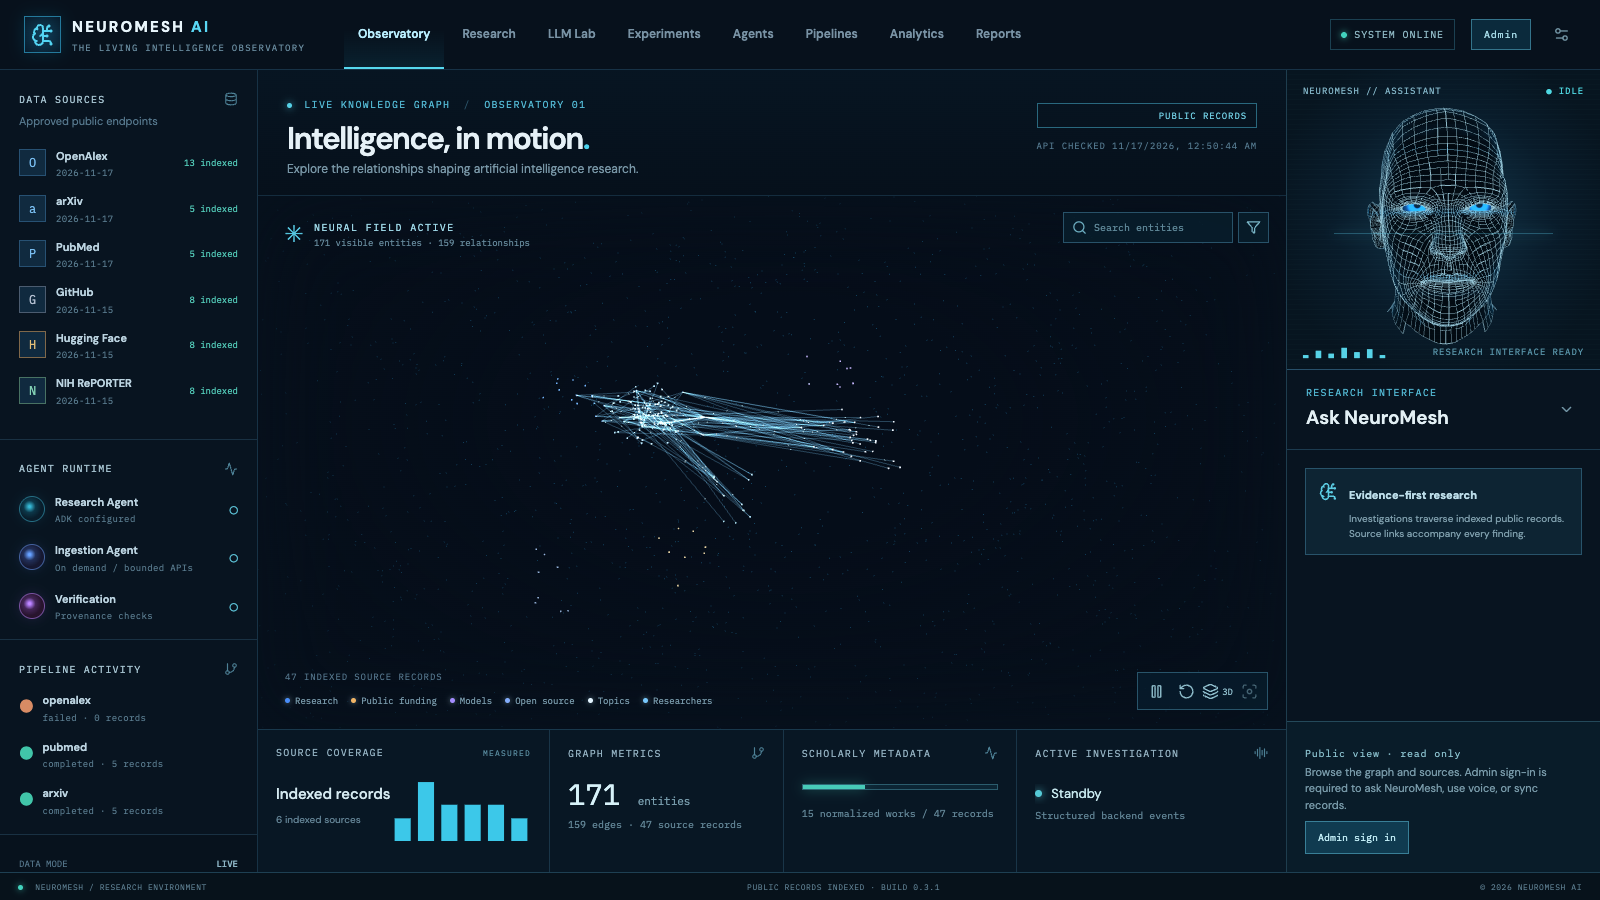 NEUROMESH AI
THE LIVING INTELLIGENCE OBSERVATORY
Observatory
Research
LLM Lab
Experiments
Agents
Pipelines
Analytics
Reports
SYSTEM ONLINE
Admin
DATA SOURCES
Approved public endpoints
O
OpenAlex
2026-11-17
13 indexed
a
arXiv
2026-11-17
5 indexed
P
PubMed
2026-11-17
5 indexed
G
GitHub
2026-11-15
8 indexed
H
Hugging Face
2026-11-15
8 indexed
N
NIH RePORTER
2026-11-15
8 indexed
AGENT RUNTIME
Research Agent
ADK configured
Ingestion Agent
On demand / bounded APIs
Verification
Provenance checks
PIPELINE ACTIVITY
openalex
failed · 0 records
pubmed
completed · 5 records
arxiv
completed · 5 records
DATA MODE
LIVE
LIVE KNOWLEDGE GRAPH / OBSERVATORY 01
Intelligence, in motion.
Explore the relationships shaping artificial intelligence research.
PUBLIC RECORDS
API CHECKED 11/17/2026, 12:50:44 AM
NEURAL FIELD ACTIVE
171 visible entities · 159 relationships
Search entities
47 INDEXED SOURCE RECORDS
Research
Public funding
Models
Open source
Topics
Researchers
3D
SOURCE COVERAGE
MEASURED
Indexed records
6 indexed sources
GRAPH METRICS
171 entities
159 edges · 47 source records
SCHOLARLY METADATA
15 normalized works / 47 records
ACTIVE INVESTIGATION
Standby
Structured backend events
NEUROMESH // ASSISTANT
IDLE
RESEARCH INTERFACE READY
RESEARCH INTERFACE
Ask NeuroMesh
Evidence-first research
Investigations traverse indexed public records.
Source links accompany every finding.
Public view · read only
Browse the graph and sources. Admin sign-in is
required to ask NeuroMesh, use voice, or sync
records.
Admin sign in
NEUROMESH / RESEARCH ENVIRONMENT
PUBLIC RECORDS INDEXED · BUILD 0.3.1
© 2026 NEUROMESH AI